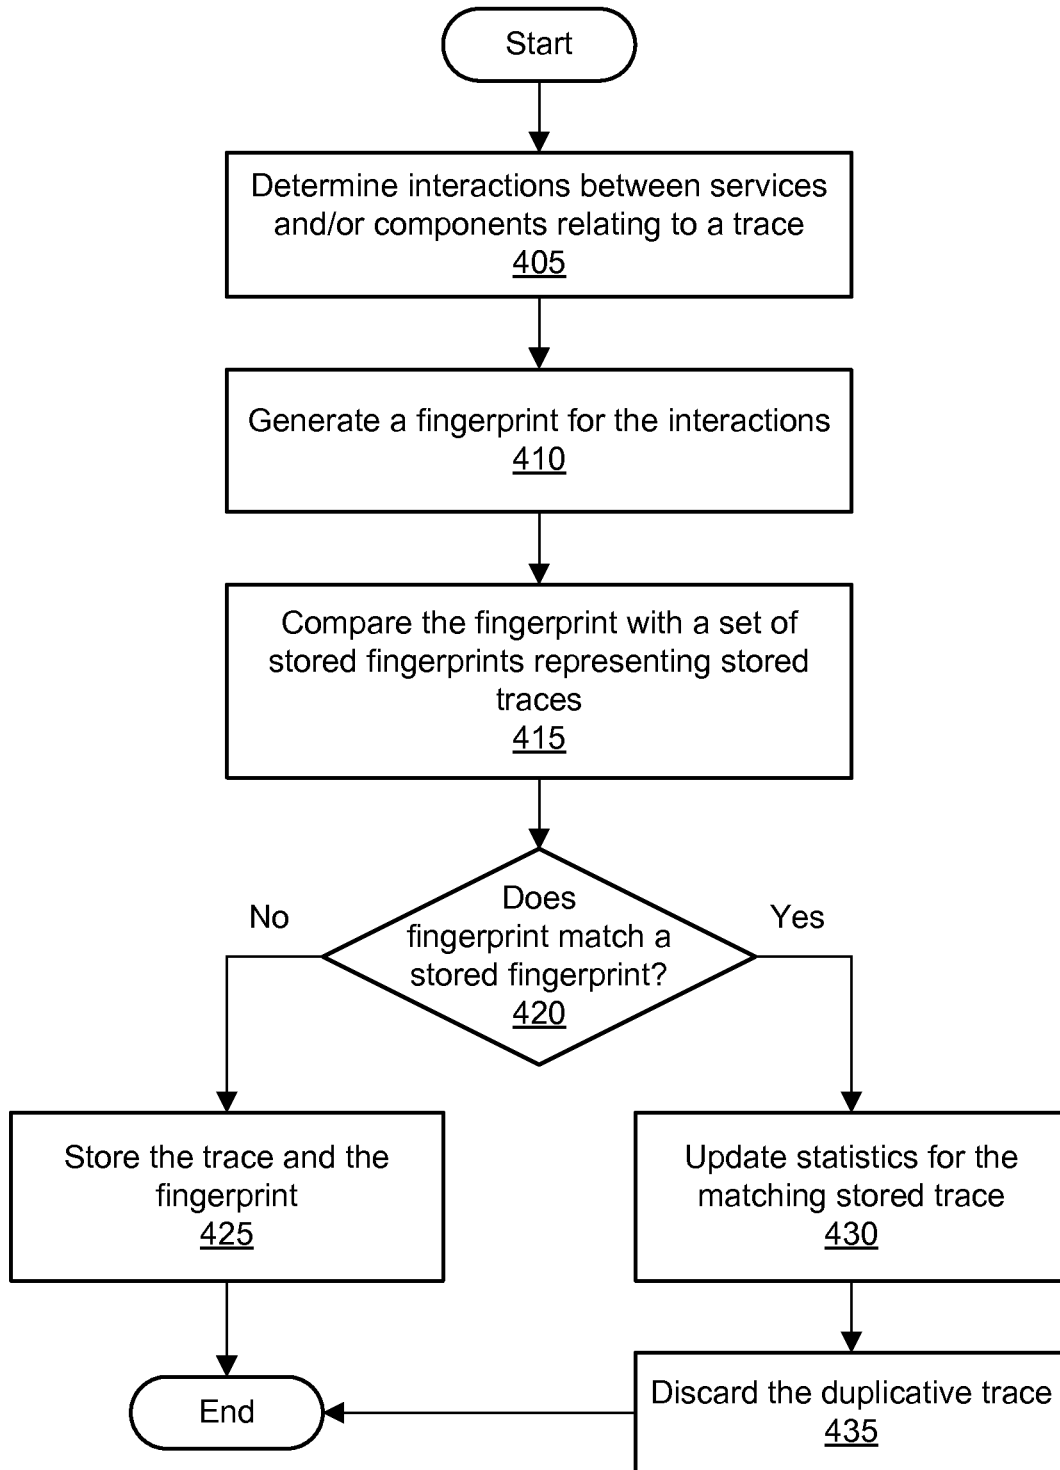 Start
Determine interactions between services
and/or components relating to a trace
405
Generate a fingerprint for the interactions
410
Compare the fingerprint with a set of
stored fingerprints representing stored
traces
415
Does
fingerprint match a
stored fingerprint?
420
No
Yes
Store the trace and the
fingerprint
425
Update statistics for the
matching stored trace
430
Discard the duplicative trace
435
End